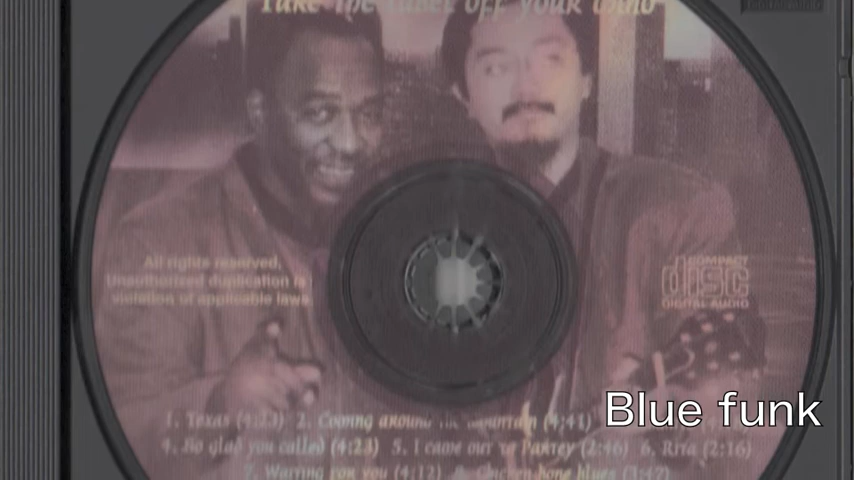 Take the label off your mind
All rights reserved,
Unauthorized duplication is
violation of applicable laws
COMPACT
disc
DIGITAL AUDIO
1. Texas (4:23) 2. Coming around the mountain (4:41)
4. So glad you called (4:23) 5. I came out to Partey (2:46) 6. Rita (2:16)
7. Waiting for you (4:12) 8. Chicken bone blues (3:42)
Blue funk